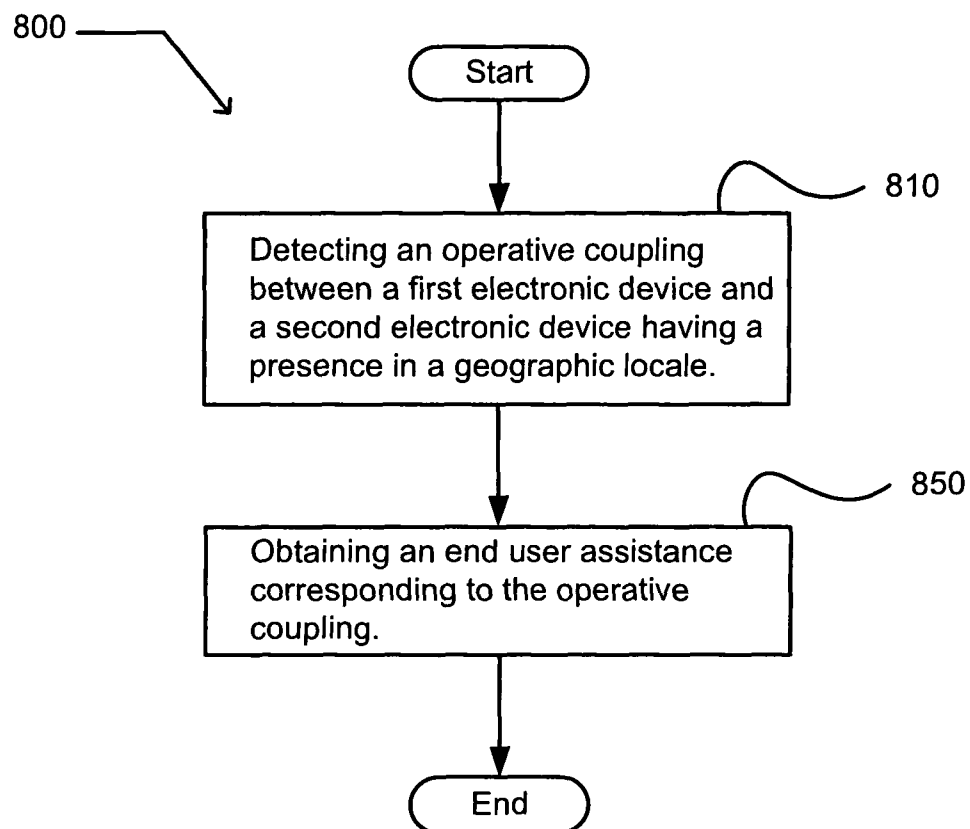 800
Start
810
Detecting an operative coupling
between a first electronic device and
a second electronic device having a
presence in a geographic locale.
850
Obtaining an end user assistance
corresponding to the operative
coupling.
End